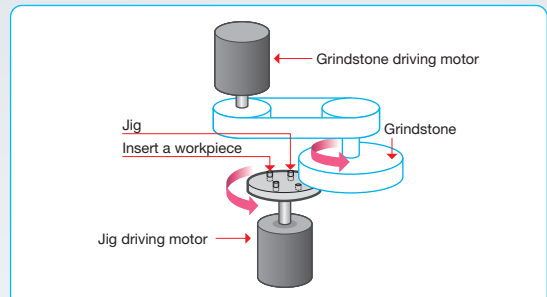 Grindstone driving motor
Jig
Grindstone
Insert a workpiece
Jig driving motor